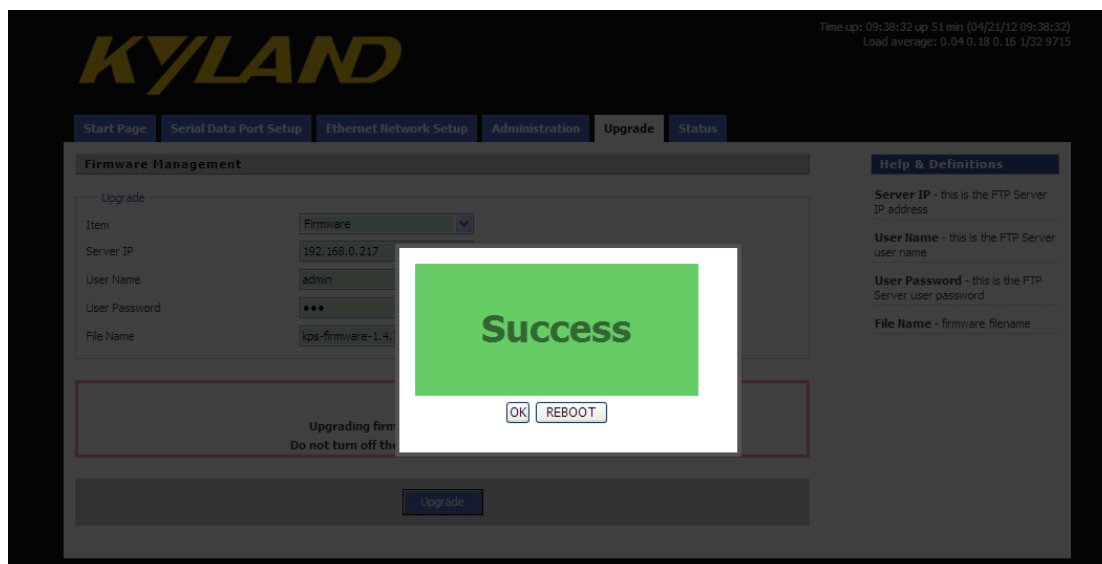 KYLAND
Time up: 09:38:32 up 51 min (04/21/12 09:38:32)
Load average: 0.04 0.18 0.16 1/32 9715
Start Page Serial Data Port Setup Ethernet Network Setup Administration Upgrade Status
Firmware Management
Upgrade
Item Firmware
Server IP 192.168.0.217
User Name admin
User Password •••
File Name kps-firmware-1.4.
Success
OK REBOOT
Upgrading firm
Do not turn off the
Upgrade
Help & Definitions
Server IP - this is the FTP Server
IP address
User Name - this is the FTP Server
user name
User Password - this is the FTP
Server user password
File Name - firmware filename